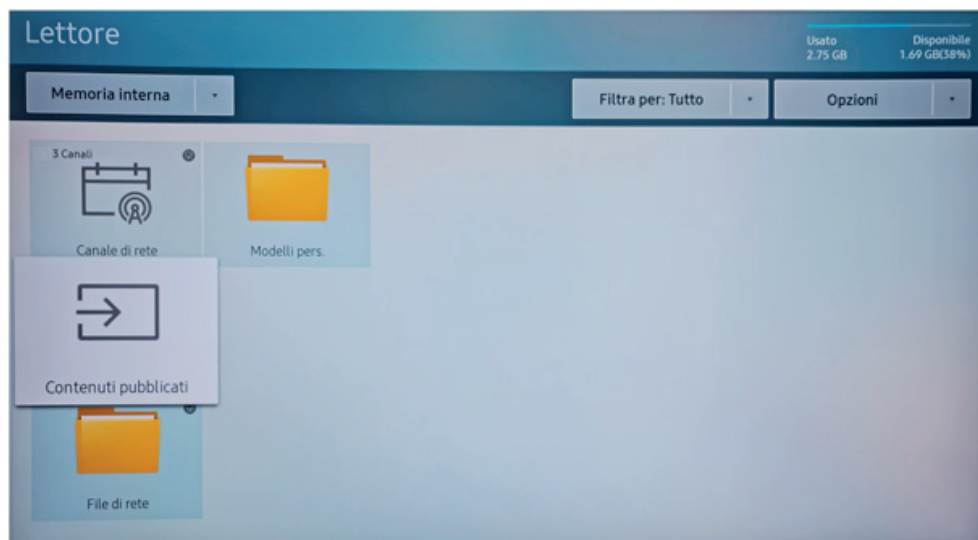 Lettore
Usato Disponibile
2.75 GB 1.69 GB(38%)
Memoria interna Filtra per: Tutto Opzioni
3 Canali
Canale di rete Modelli pers.
Contenuti pubblicati
File di rete